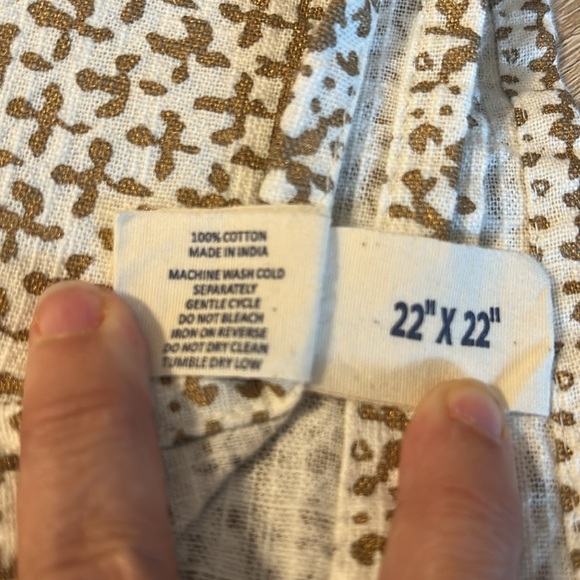 100% COTTON
MADE IN INDIA
MACHINE WASH COLD
SEPARATELY
GENTLE CYCLE
DO NOT BLEACH
IRON ON REVERSE
DO NOT DRY CLEAN
TUMBLE DRY LOW
22" X 22"